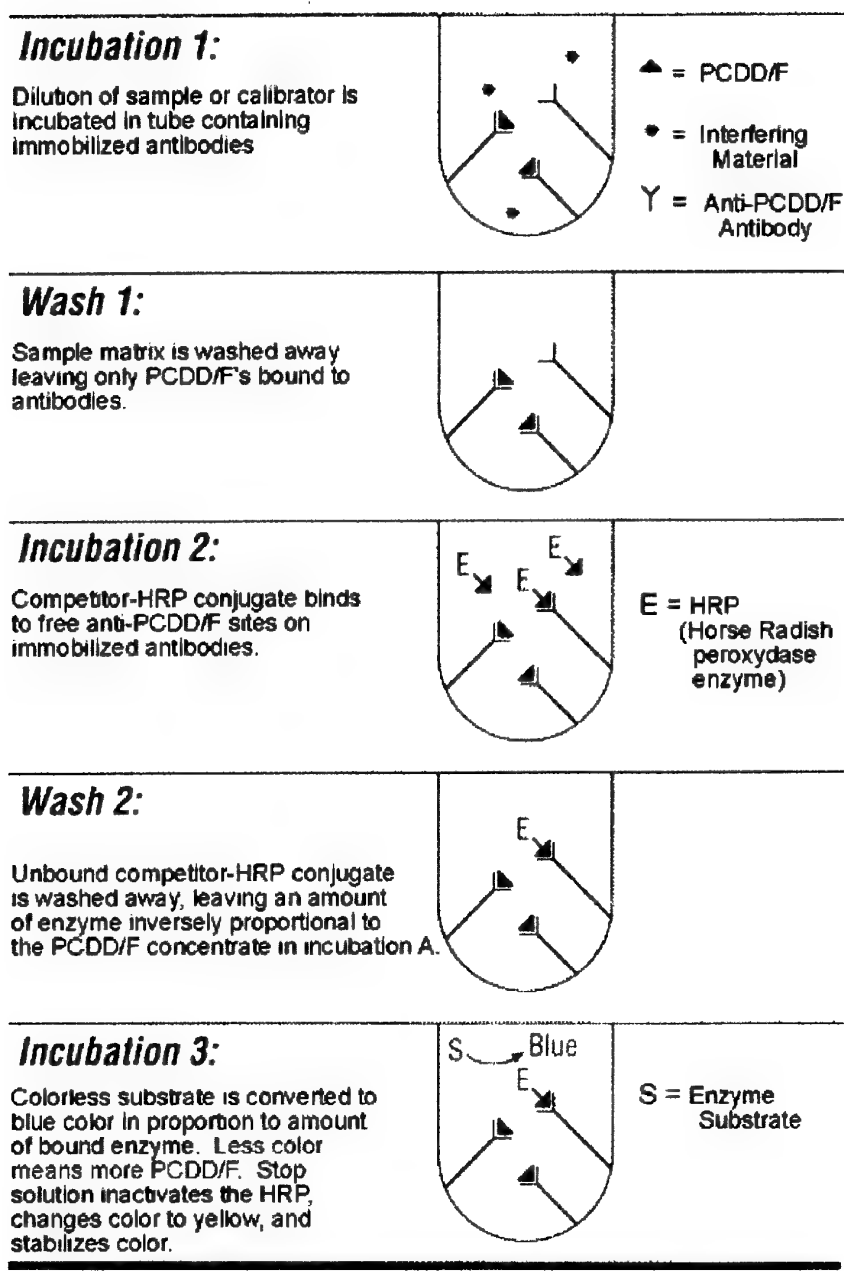 Incubation 1:
Dilution of sample or calibrator is
incubated in tube containing
immobilized antibodies
= PCDD/F
= Interfering
Material
Y = Anti-PCDD/F
Antibody
Wash 1:
Sample matrix is washed away
leaving only PCDD/F's bound to
antibodies.
Incubation 2:
Competitor-HRP conjugate binds
to free anti-PCDD/F sites on
immobilized antibodies.
E
E
E
E = HRP
(Horse Radish
peroxydase
enzyme)
Wash 2:
Unbound competitor-HRP conjugate
is washed away, leaving an amount
of enzyme inversely proportional to
the PCDD/F concentrate in incubation A.
E
Incubation 3:
Colorless substrate is converted to
blue color in proportion to amount
of bound enzyme. Less color
means more PCDD/F. Stop
solution inactivates the HRP,
changes color to yellow, and
stabilizes color.
S Blue
E
S = Enzyme
Substrate